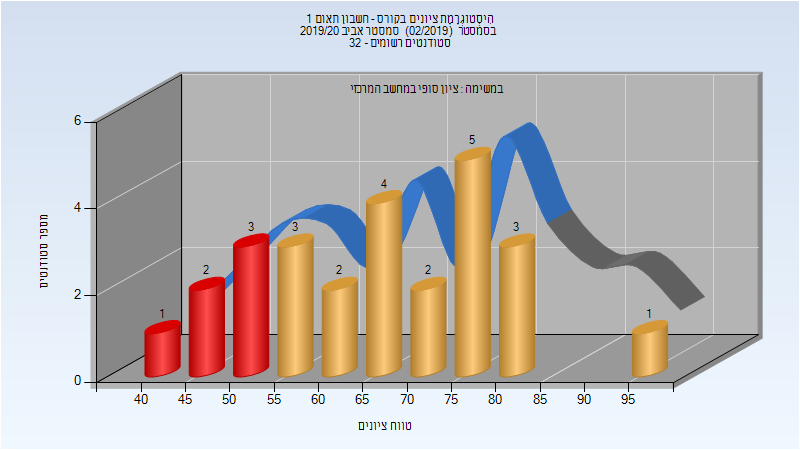 היסטוגרמת ציונים בקורס - חשבון תאום 1
בסמסטר (02/2019) סמסטר אביב 2019/20
סטודנטים רשומים - 32
במשימה : ציון סופי במחשב המרכזי
מספר סטודנטים
6
4
2
0
1
2
3
3
2
4
2
5
3
1
40 45 50 55 60 65 70 75 80 85 90 95
טווח ציונים